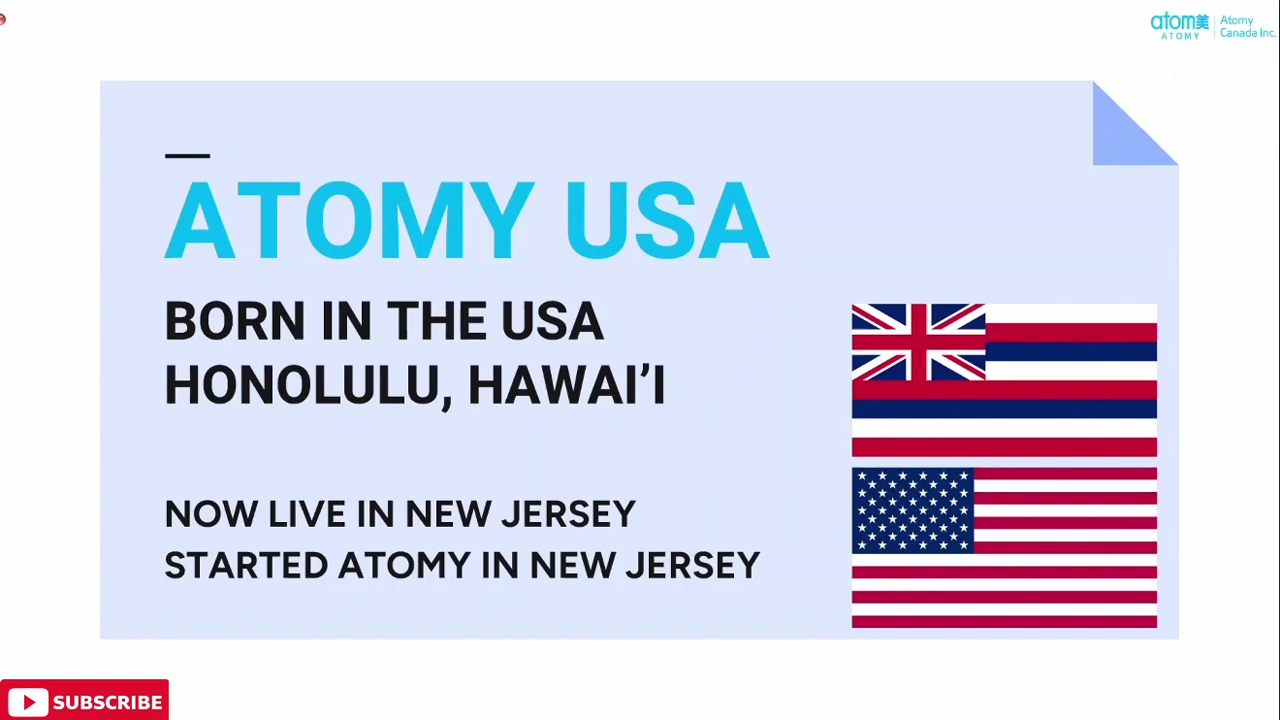 atom美
ATOMY
Atomy
Canada Inc.
ATOMY USA
BORN IN THE USA
HONOLULU, HAWAI’I
NOW LIVE IN NEW JERSEY
STARTED ATOMY IN NEW JERSEY
SUBSCRIBE